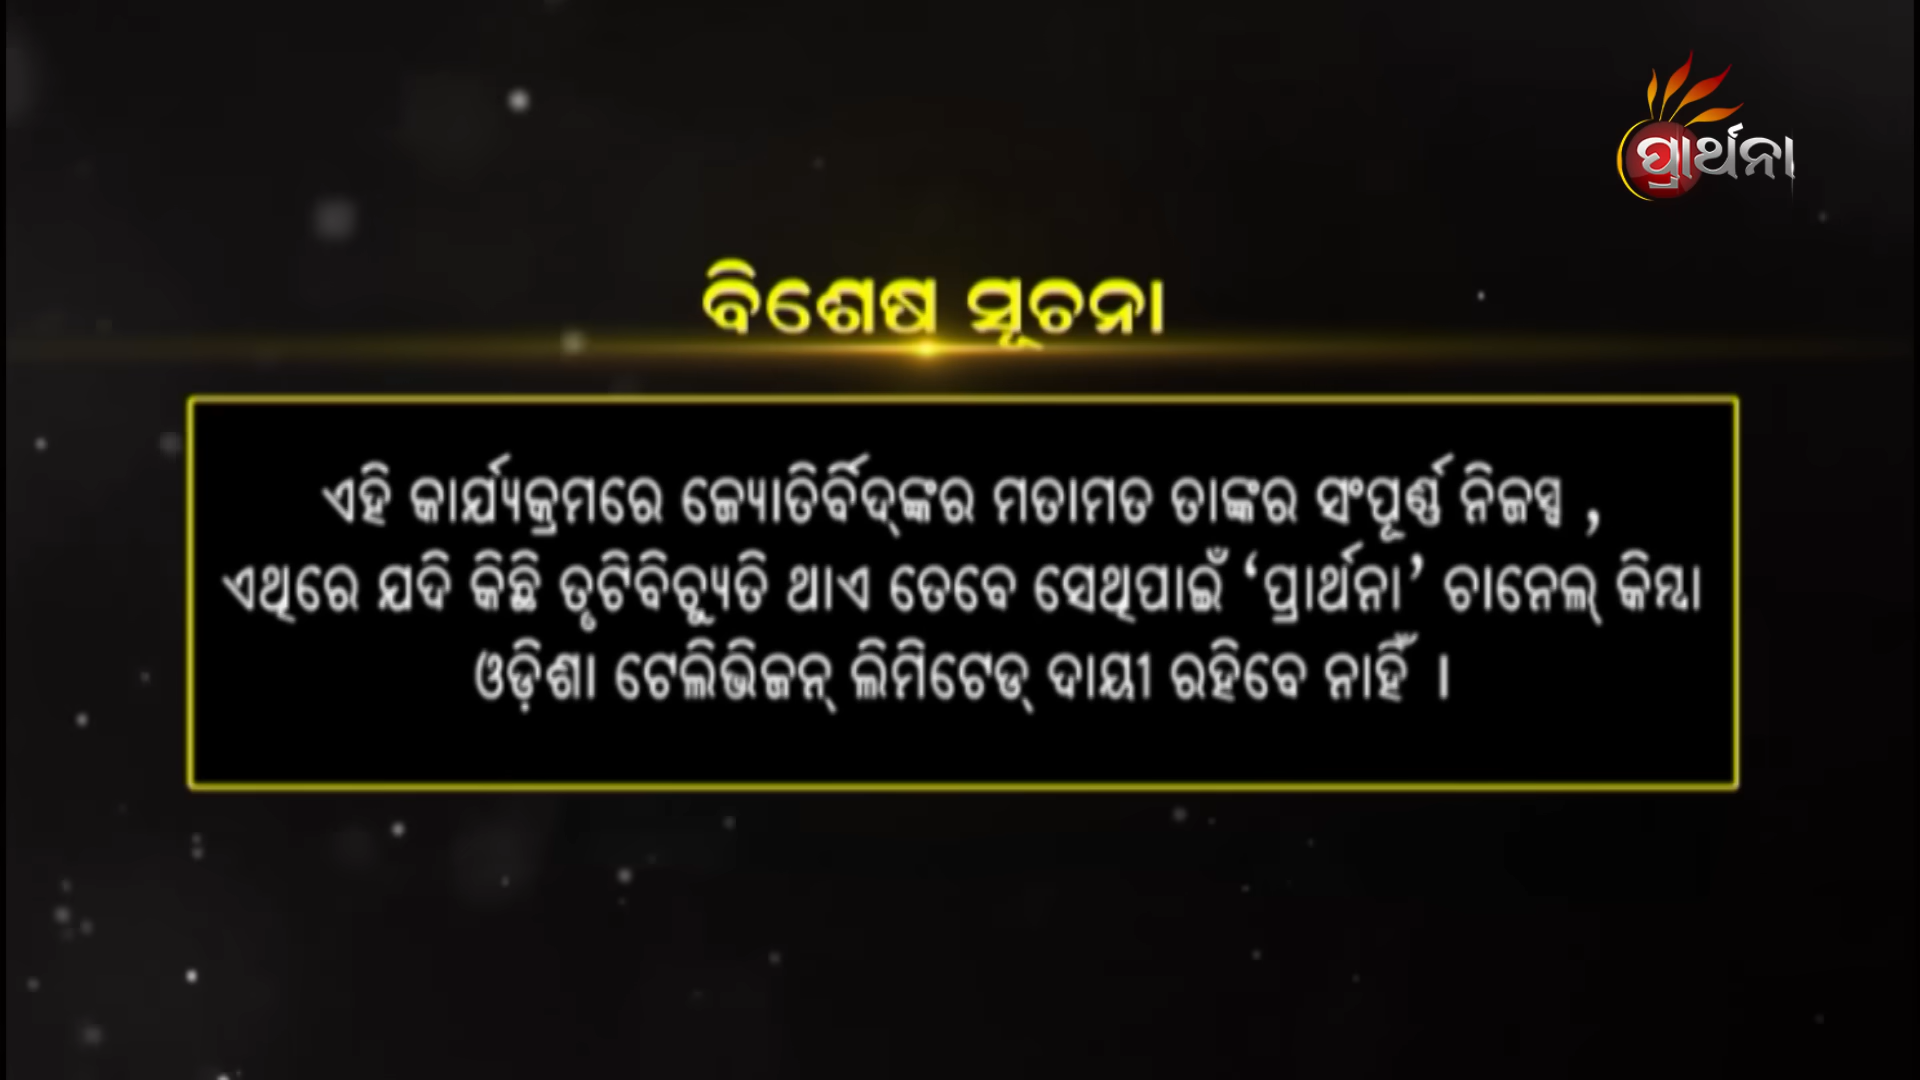 ପ୍ରାର୍ଥନା
ବିଶେଷ ସୂଚନା
ଏହି କାର୍ଯ୍ୟକ୍ରମରେ ଜ୍ୟୋତିର୍ବିଦ୍‌ଙ୍କର ମତାମତ ତାଙ୍କର ସଂପୂର୍ଣ୍ଣ ନିଜସ୍ୱ ,
ଏଥିରେ ଯଦି କିଛି ତୃଟିବିଚ୍ୟୁତି ଥାଏ ତେବେ ସେଥିପାଇଁ ‘ପ୍ରାର୍ଥନା’ ଚାନେଲ୍ କିମ୍ବା
ଓଡ଼ିଶା ଟେଲିଭିଜନ୍ ଲିମିଟେଡ୍ ଦାୟୀ ରହିବେ ନାହିଁ ।